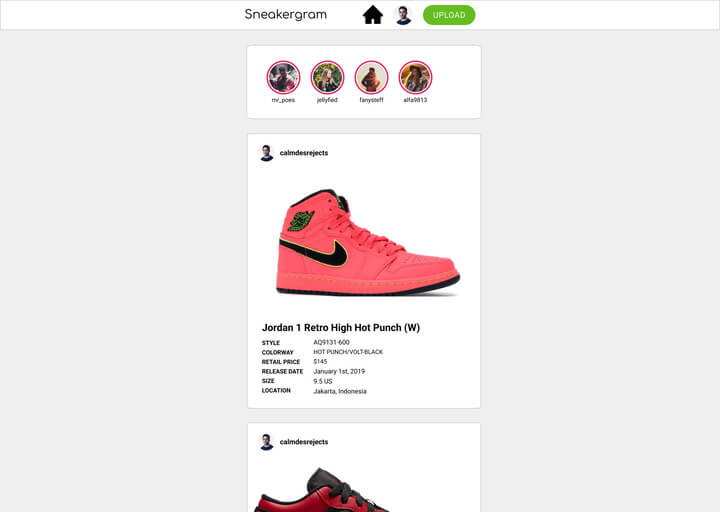 Sneakergram
UPLOAD
mr_poes
jellyfied
fanysteff
alfa9813
calmdesrejects
Jordan 1 Retro High Hot Punch (W)
STYLE AQ9131-600
COLORWAY HOT PUNCH/VOLT-BLACK
RETAIL PRICE $145
RELEASE DATE January 1st, 2019
SIZE 9.5 US
LOCATION Jakarta, Indonesia
calmdesrejects